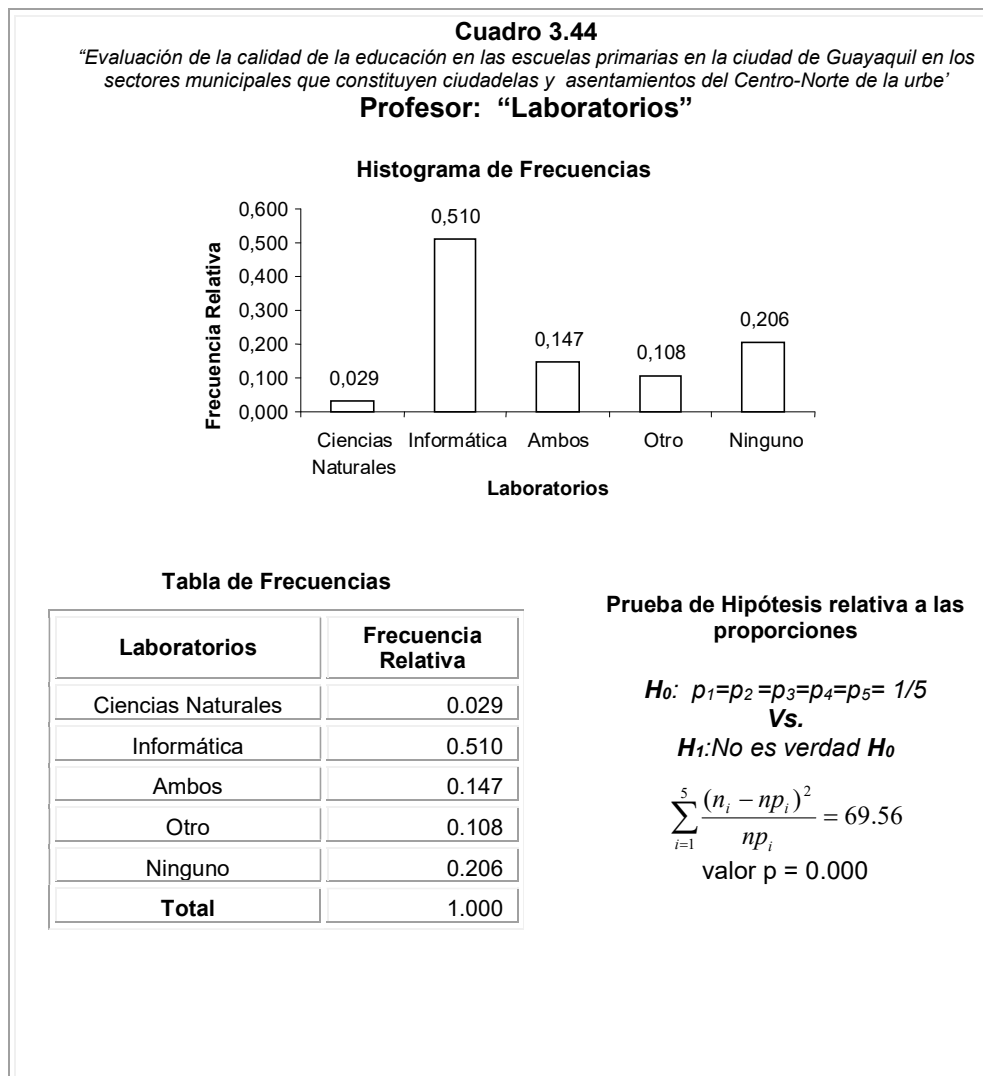 Cuadro 3.44
“Evaluación de la calidad de la educación en las escuelas primarias en la ciudad de Guayaquil en los
sectores municipales que constituyen ciudadelas y asentamientos del Centro-Norte de la urbe’
Profesor: “Laboratorios”
Histograma de Frecuencias
Frecuencia Relativa
0,600
0,500
0,400
0,300
0,200
0,100
0,000
0,029
0,510
0,147
0,108
0,206
Ciencias Naturales
Informática
Ambos
Otro
Ninguno
Laboratorios
Tabla de Frecuencias
Laboratorios Frecuencia Relativa
Ciencias Naturales 0.029
Informática 0.510
Ambos 0.147
Otro 0.108
Ninguno 0.206
Total 1.000
Prueba de Hipótesis relativa a las
proporciones
H₀: p₁=p₂ =p₃=p₄=p₅= 1/5
Vs.
H₁:No es verdad H₀
∑_{i=1}^{5} (n_i − np_i)² / np_i = 69.56
valor p = 0.000